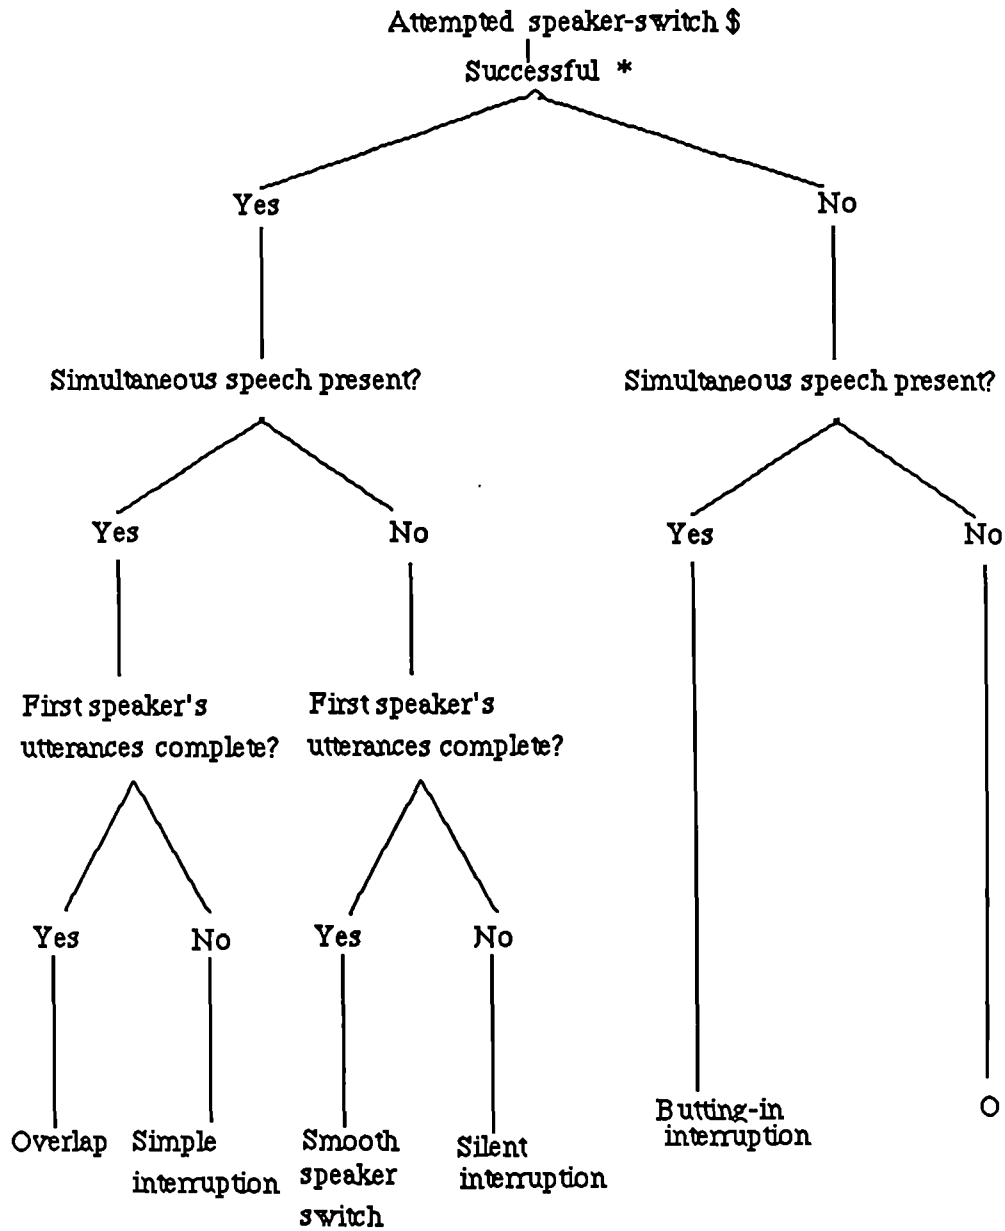 Attempted speaker-switch $
Successful *
Yes
No
Simultaneous speech present?
Simultaneous speech present?
Yes
No
Yes
No
First speaker's
utterances complete?
First speaker's
utterances complete?
Yes
No
Yes
No
Overlap
Simple
interruption
Smooth
speaker
switch
Silent
interruption
Butting-in
interruption
O